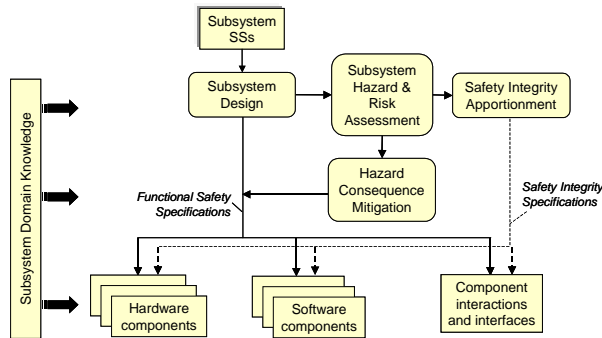 Subsystem
SSs
Subsystem
Design
Subsystem
Hazard &
Risk
Assessment
Safety Integrity
Apportionment
Subsystem Domain Knowledge
Hazard
Consequence
Mitigation
Functional Safety
Specifications
Safety Integrity
Specifications
Hardware
components
Software
components
Component
interactions
and interfaces